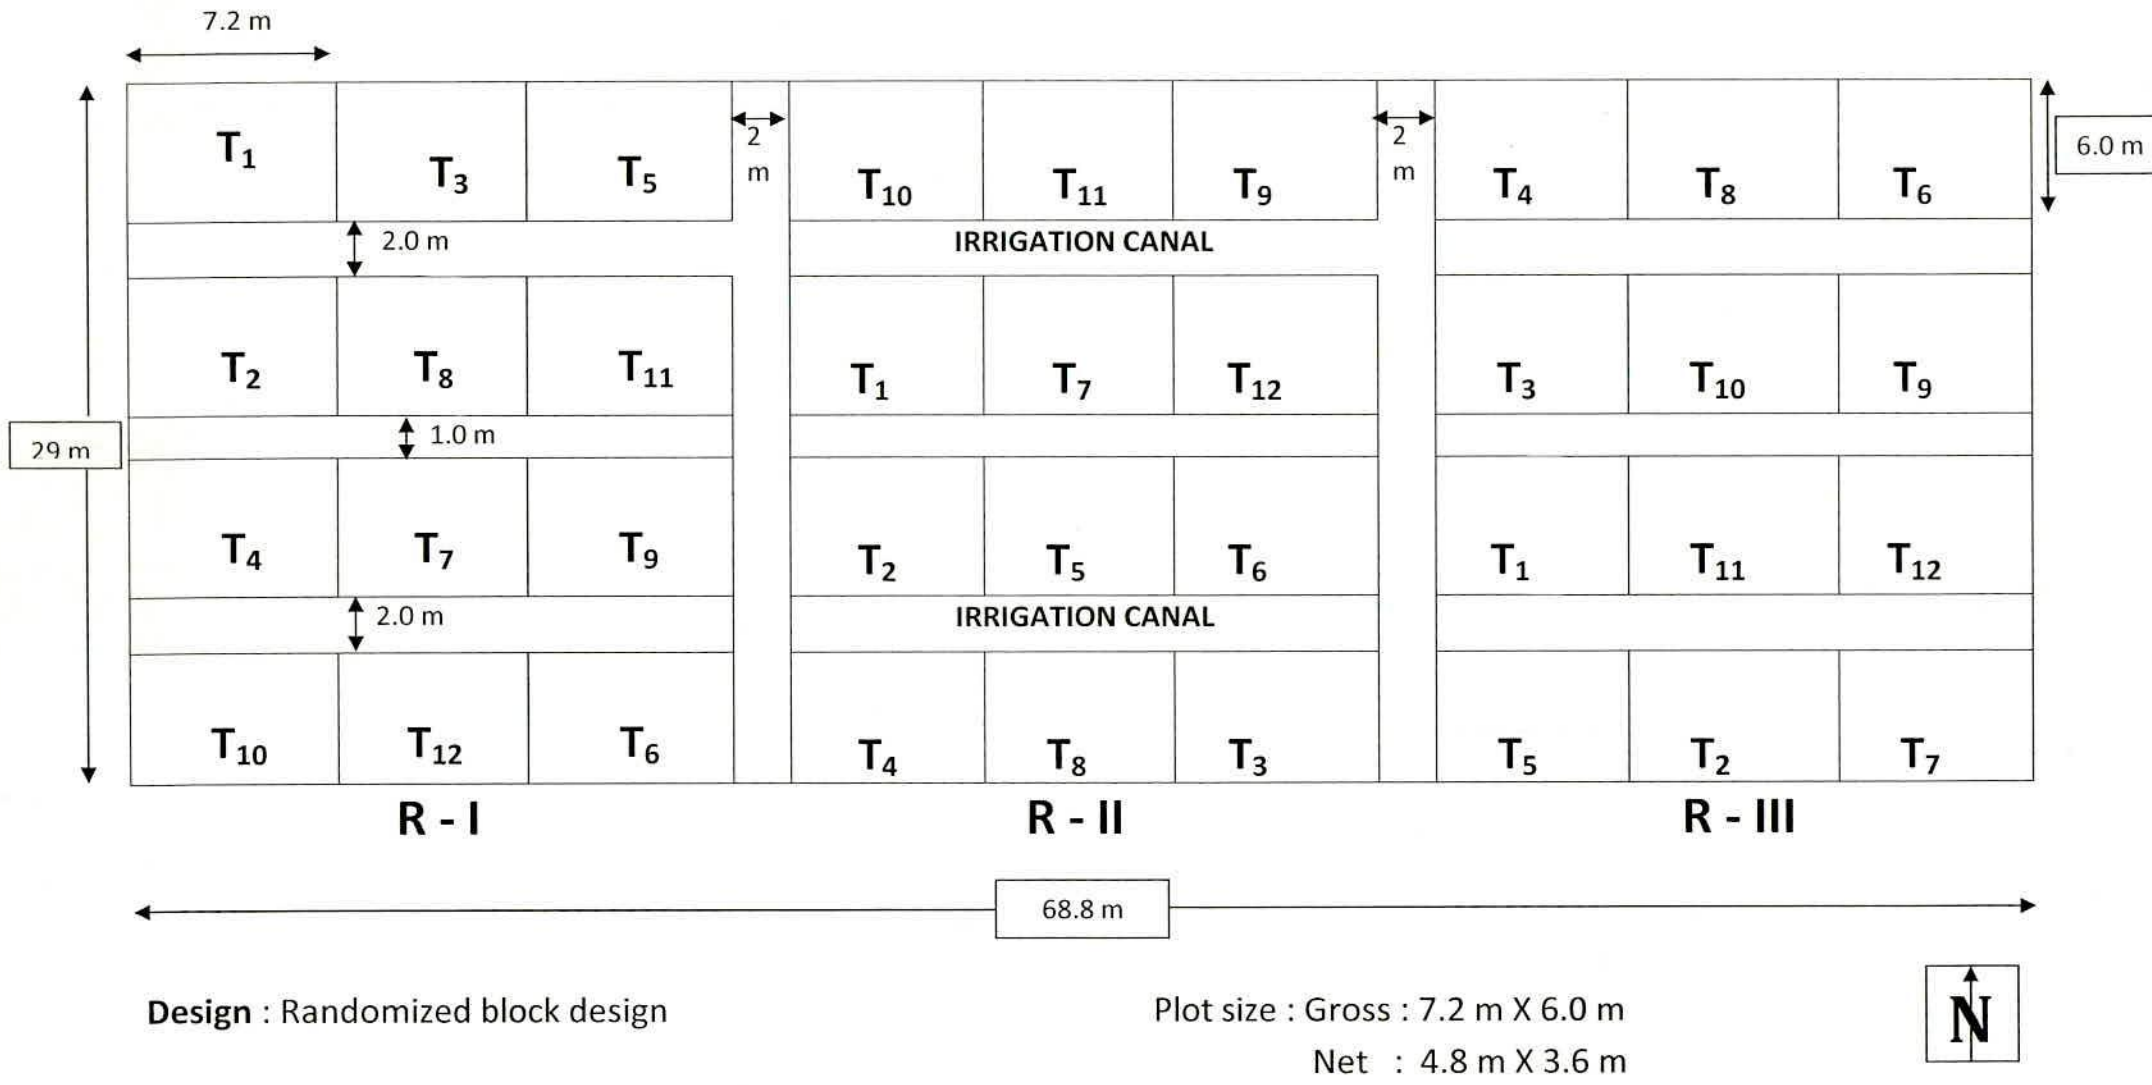 7.2 m
T1 T3 T5 2 m T10 T11 T9 2 m T4 T8 T6 6.0 m
2.0 m IRRIGATION CANAL
T2 T8 T11 T1 T7 T12 T3 T10 T9
29 m 1.0 m
T4 T7 T9 T2 T5 T6 T1 T11 T12
2.0 m IRRIGATION CANAL
T10 T12 T6 T4 T8 T3 T5 T2 T7
R - I R - II R - III
68.8 m
Design : Randomized block design Plot size : Gross : 7.2 m X 6.0 m N
Net : 4.8 m X 3.6 m